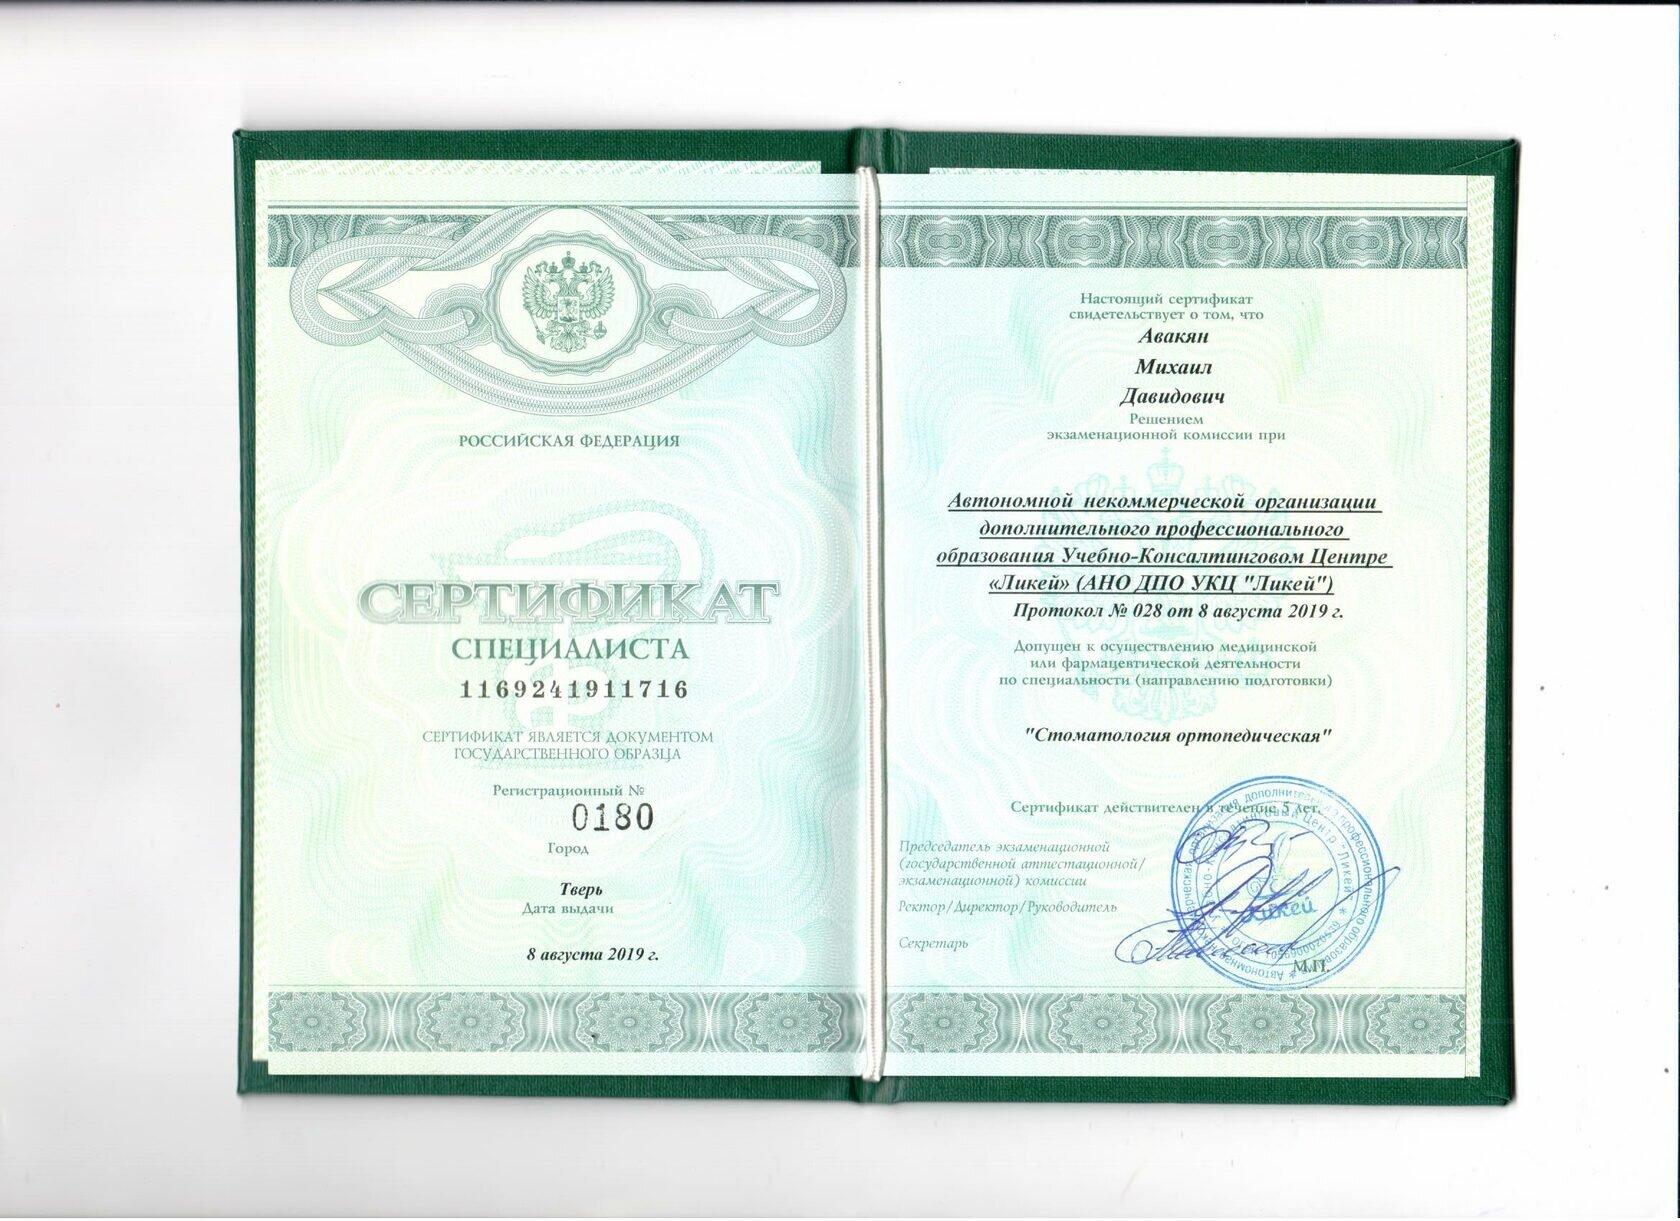 РОССИЙСКАЯ ФЕДЕРАЦИЯ
СЕРТИФИКАТ
СПЕЦИАЛИСТА
1169241911716
СЕРТИФИКАТ ЯВЛЯЕТСЯ ДОКУМЕНТОМ
ГОСУДАРСТВЕННОГО ОБРАЗЦА
Регистрационный №
0180
Город
Тверь
Дата выдачи
8 августа 2019 г.
Настоящий сертификат
свидетельствует о том, что
Авакян
Михаил
Давидович
Решением
экзаменационной комиссии при
Автономной некоммерческой организации
дополнительного профессионального
образования Учебно-Консалтинговом Центре
«Ликей» (АНО ДПО УКЦ "Ликей")
Протокол № 028 от 8 августа 2019 г.
Допущен к осуществлению медицинской
или фармацевтической деятельности
по специальности (направлению подготовки)
"Стоматология ортопедическая"
Сертификат действителен в течение 5 лет.
Председатель экзаменационной
(государственной аттестационной/
экзаменационной) комиссии
Ректор/Директор/Руководитель
Секретарь
М.П.
Ликей